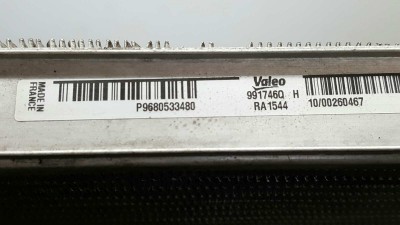 MADE IN
FRANCE
P9680533480
Valeo
991746Q H
RA1544
10/00260467